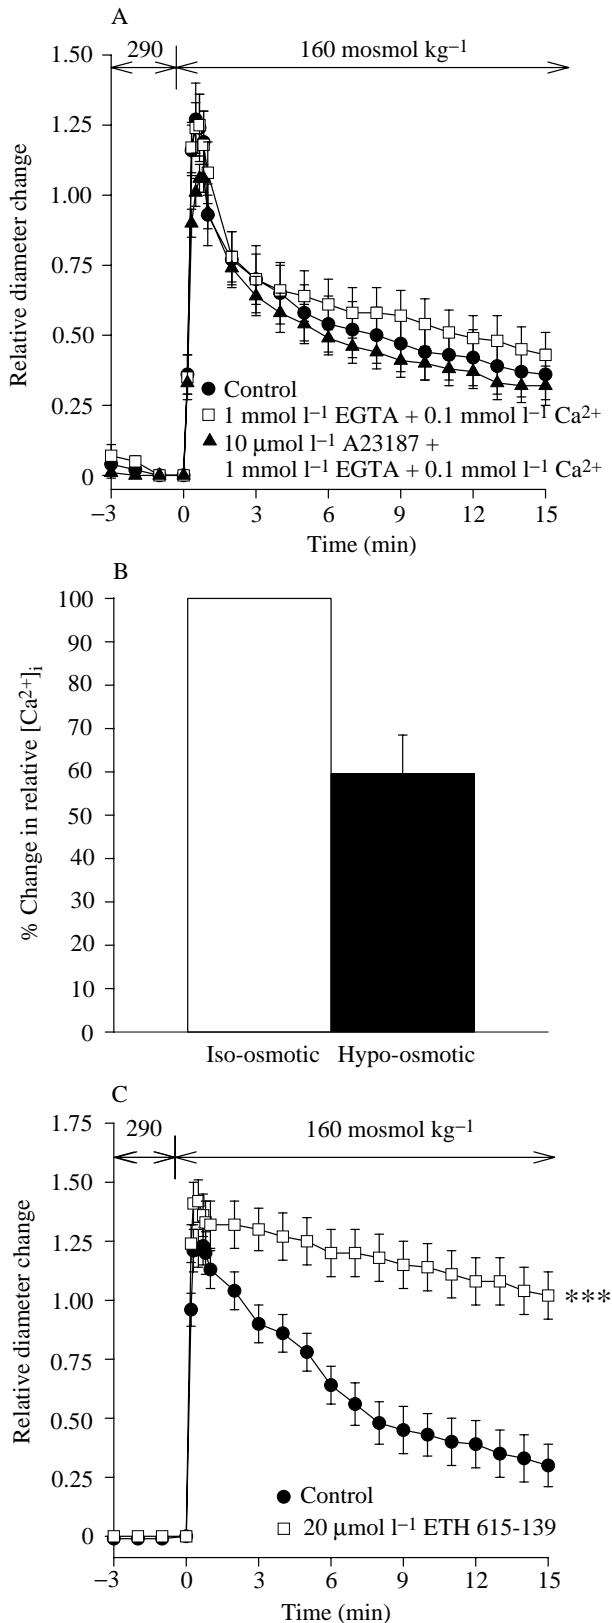 A
290
160 mosmol kg⁻¹
1.50
1.25
1.00
0.75
0.50
0.25
0
Relative diameter change
Control
1 mmol l⁻¹ EGTA + 0.1 mmol l⁻¹ Ca²⁺
10 μmol l⁻¹ A23187 +
1 mmol l⁻¹ EGTA + 0.1 mmol l⁻¹ Ca²⁺
−3 0 3 6 9 12 15
Time (min)
B
100
90
80
70
60
50
40
30
20
10
0
% Change in relative [Ca²⁺]ᵢ
Iso-osmotic Hypo-osmotic
C
290
160 mosmol kg⁻¹
1.75
1.50
1.25
1.00
0.75
0.50
0.25
0
Relative diameter change
***
Control
20 μmol l⁻¹ ETH 615-139
−3 0 3 6 9 12 15
Time (min)